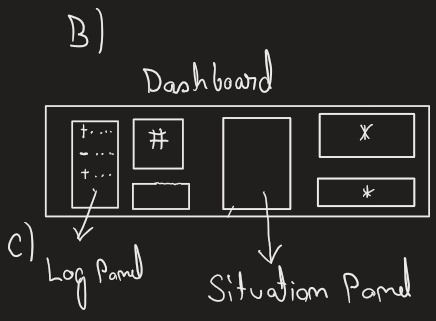 B)
Dashboard
+....
-...
+...
#
*
*
C)
Log Panel
Situation Panel